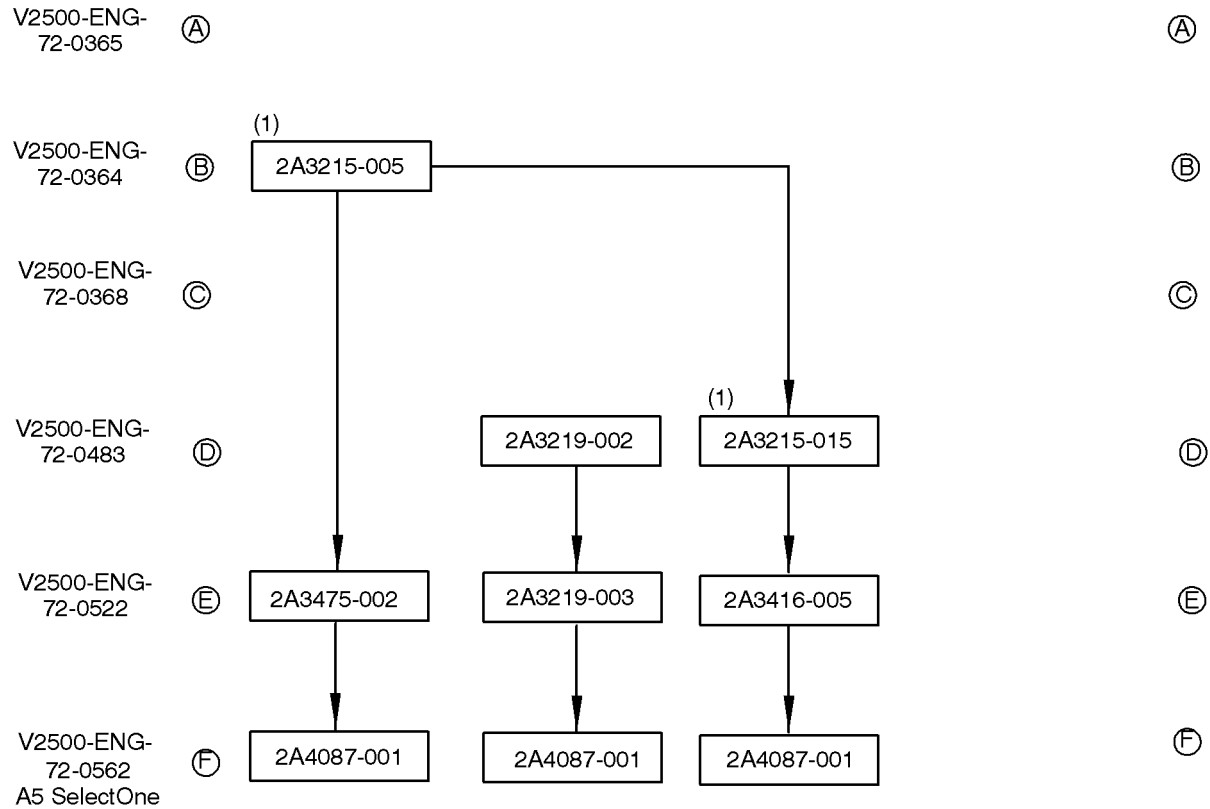 V2500-ENG-
72-0365
Ⓐ
Ⓐ
(1)
V2500-ENG-
72-0364
Ⓑ
2A3215-005
Ⓑ
V2500-ENG-
72-0368
Ⓒ
Ⓒ
(1)
V2500-ENG-
72-0483
Ⓓ
2A3219-002
2A3215-015
Ⓓ
V2500-ENG-
72-0522
Ⓔ
2A3475-002
2A3219-003
2A3416-005
Ⓔ
V2500-ENG-
72-0562
A5 SelectOne
Ⓕ
2A4087-001
2A4087-001
2A4087-001
Ⓕ